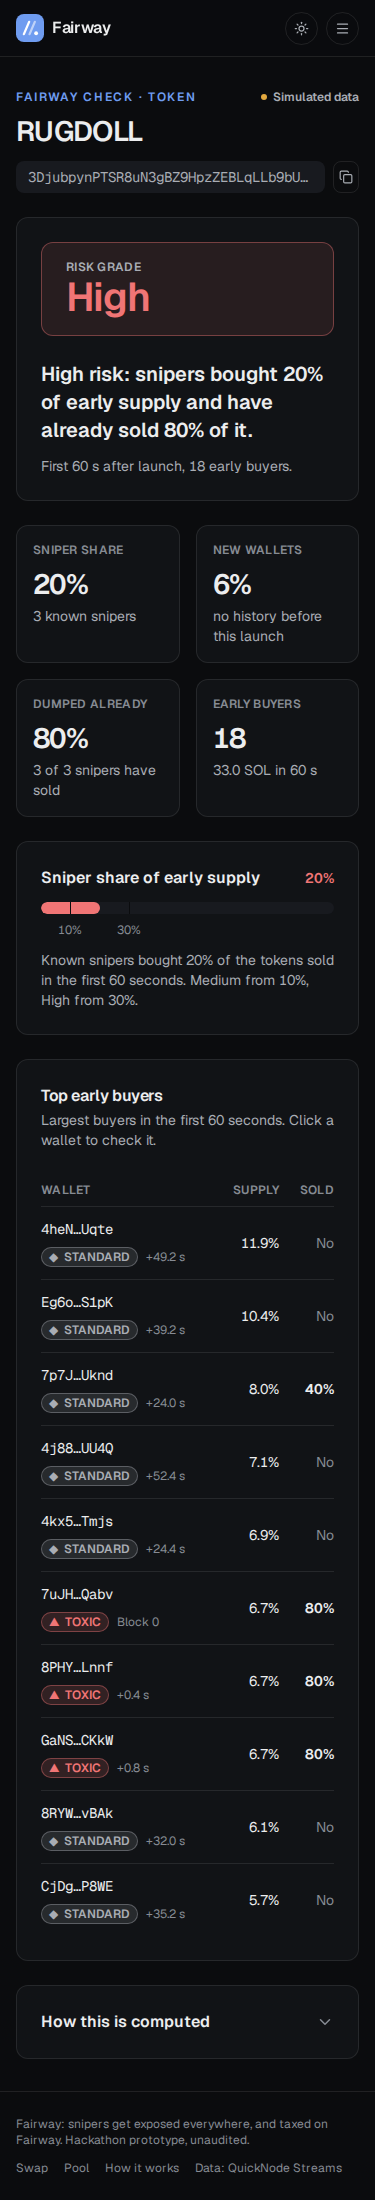 Fairway
FAIRWAY CHECK · TOKEN
Simulated data
RUGDOLL
3DjubpynPTSR8uN3gBZ9HpzZEBLqLLb9bU…
RISK GRADE
High
High risk: snipers bought 20%
of early supply and have
already sold 80% of it.
First 60 s after launch, 18 early buyers.
SNIPER SHARE
20%
3 known snipers
NEW WALLETS
6%
no history before
this launch
DUMPED ALREADY
80%
3 of 3 snipers have
sold
EARLY BUYERS
18
33.0 SOL in 60 s
Sniper share of early supply 20%
10% 30%
Known snipers bought 20% of the tokens sold
in the first 60 seconds. Medium from 10%,
High from 30%.
Top early buyers
Largest buyers in the first 60 seconds. Click a
wallet to check it.
WALLET SUPPLY SOLD
4heN…Uqte
◆ STANDARD +49.2 s 11.9% No
Eg6o…S1pK
◆ STANDARD +39.2 s 10.4% No
7p7J…Uknd
◆ STANDARD +24.0 s 8.0% 40%
4j88…UU4Q
◆ STANDARD +52.4 s 7.1% No
4kx5…Tmjs
◆ STANDARD +24.4 s 6.9% No
7uJH…Qabv
▲ TOXIC Block 0 6.7% 80%
8PHY…Lnnf
▲ TOXIC +0.4 s 6.7% 80%
GaNS…CKkW
▲ TOXIC +0.8 s 6.7% 80%
8RYW…vBAk
◆ STANDARD +32.0 s 6.1% No
CjDg…P8WE
◆ STANDARD +35.2 s 5.7% No
How this is computed
Fairway: snipers get exposed everywhere, and taxed on
Fairway. Hackathon prototype, unaudited.
Swap Pool How it works Data: QuickNode Streams